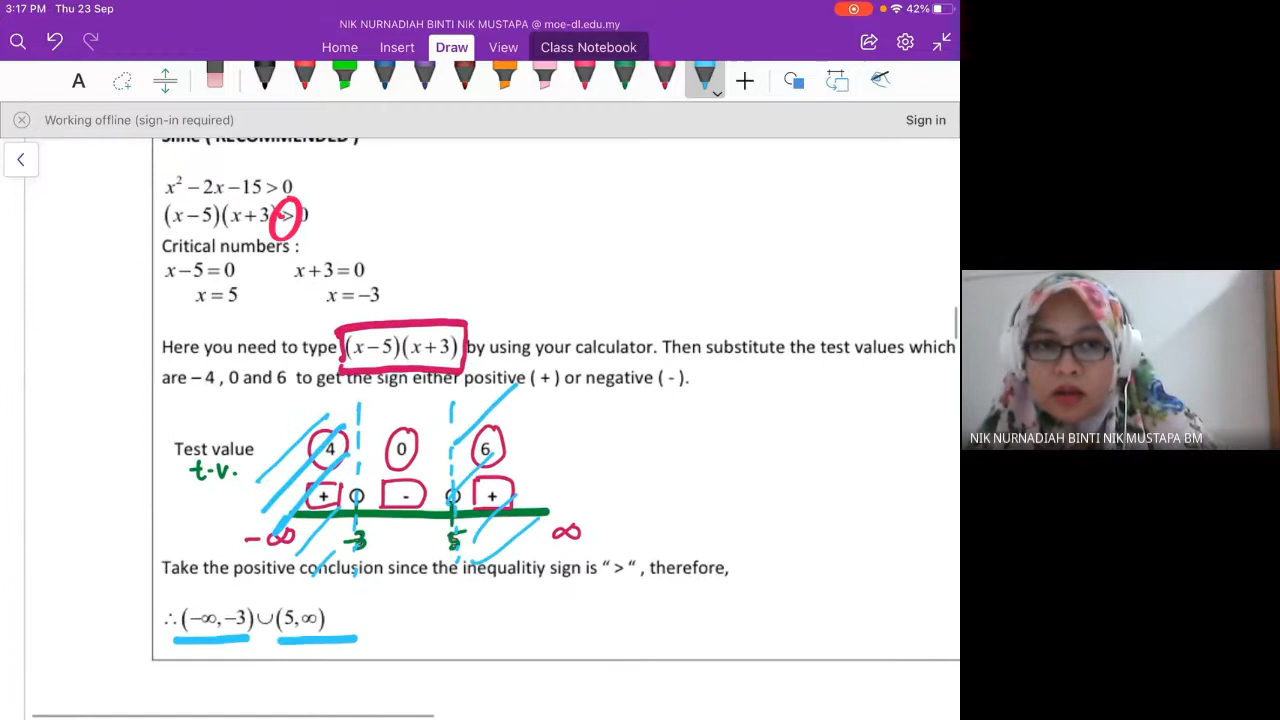 3:17 PM Thu 23 Sep
42%
NIK NURNADIAH BINTI NIK MUSTAPA @ moe-dl.edu.my
Home Insert Draw View Class Notebook
A
Working offline (sign-in required) Sign in
Sline ( RECOMMENDED )
x² − 2x − 15 > 0
(x − 5)(x + 3) > 0
Critical numbers :
x − 5 = 0 x + 3 = 0
x = 5 x = −3
Here you need to type (x − 5)(x + 3) by using your calculator. Then substitute the test values which
are – 4 , 0 and 6 to get the sign either positive ( + ) or negative ( - ).
Test value 4 0 6
t.v.
+ - +
-∞ -3 5 ∞
Take the positive conclusion since the inequalitiy sign is “ > “ , therefore,
∴ (−∞, −3) ∪ (5, ∞)
NIK NURNADIAH BINTI NIK MUSTAPA BM